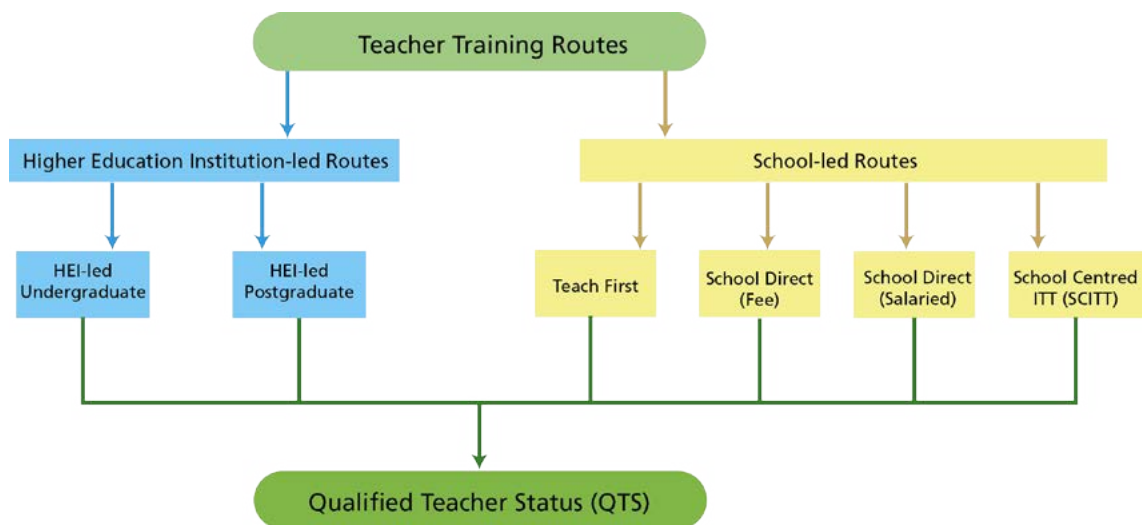 Teacher Training Routes
Higher Education Institution-led Routes
School-led Routes
HEI-led
Undergraduate
HEI-led
Postgraduate
Teach First
School Direct
(Fee)
School Direct
(Salaried)
School Centred
ITT (SCITT)
Qualified Teacher Status (QTS)